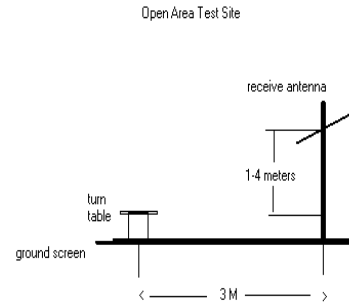 Open Area Test Site
receive antenna
1-4 meters
turn
table
ground screen
3 M